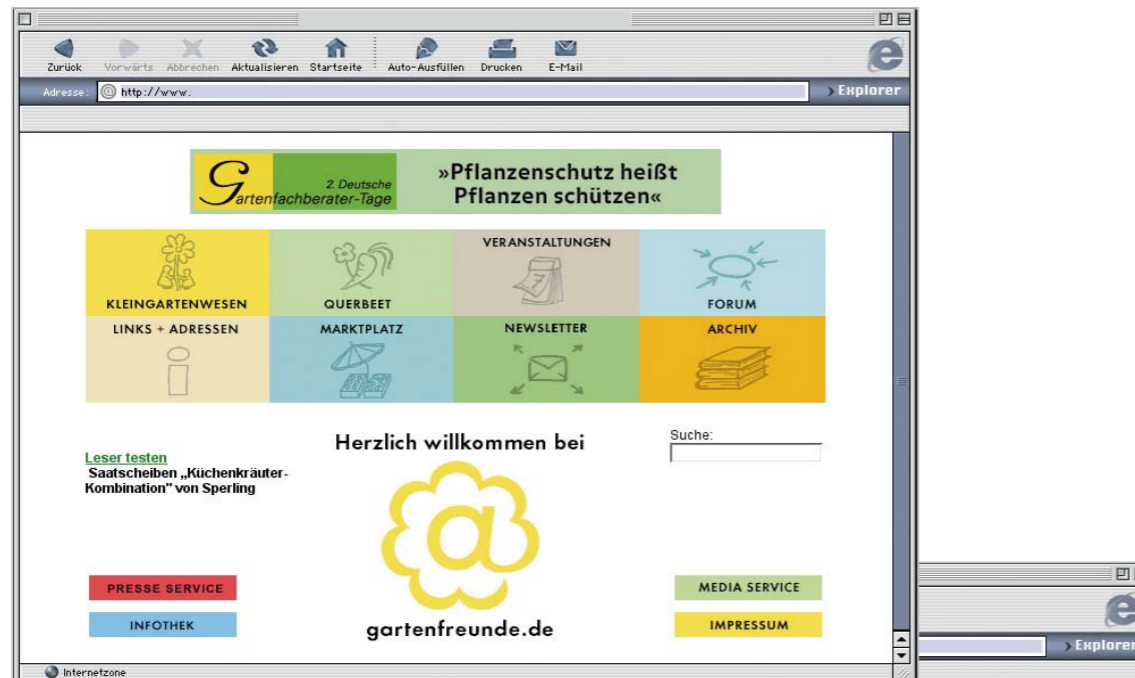 Zurück Vorwärts Abbrechen Aktualisieren Startseite Auto-Ausfüllen Drucken E-Mail
Adresse: @ http://www. › Explorer
Gartenfachberater-Tage
2. Deutsche
»Pflanzenschutz heißt
Pflanzen schützen«
KLEINGARTENWESEN
QUERBEET
VERANSTALTUNGEN
7
FORUM
LINKS + ADRESSEN
MARKTPLATZ
NEWSLETTER
ARCHIV
Leser testen
Saatscheiben „Küchenkräuter-
Kombination" von Sperling
Herzlich willkommen bei
@
gartenfreunde.de
Suche:
PRESSE SERVICE
INFOTHEK
MEDIA SERVICE
IMPRESSUM
Internetzone
› Explorer